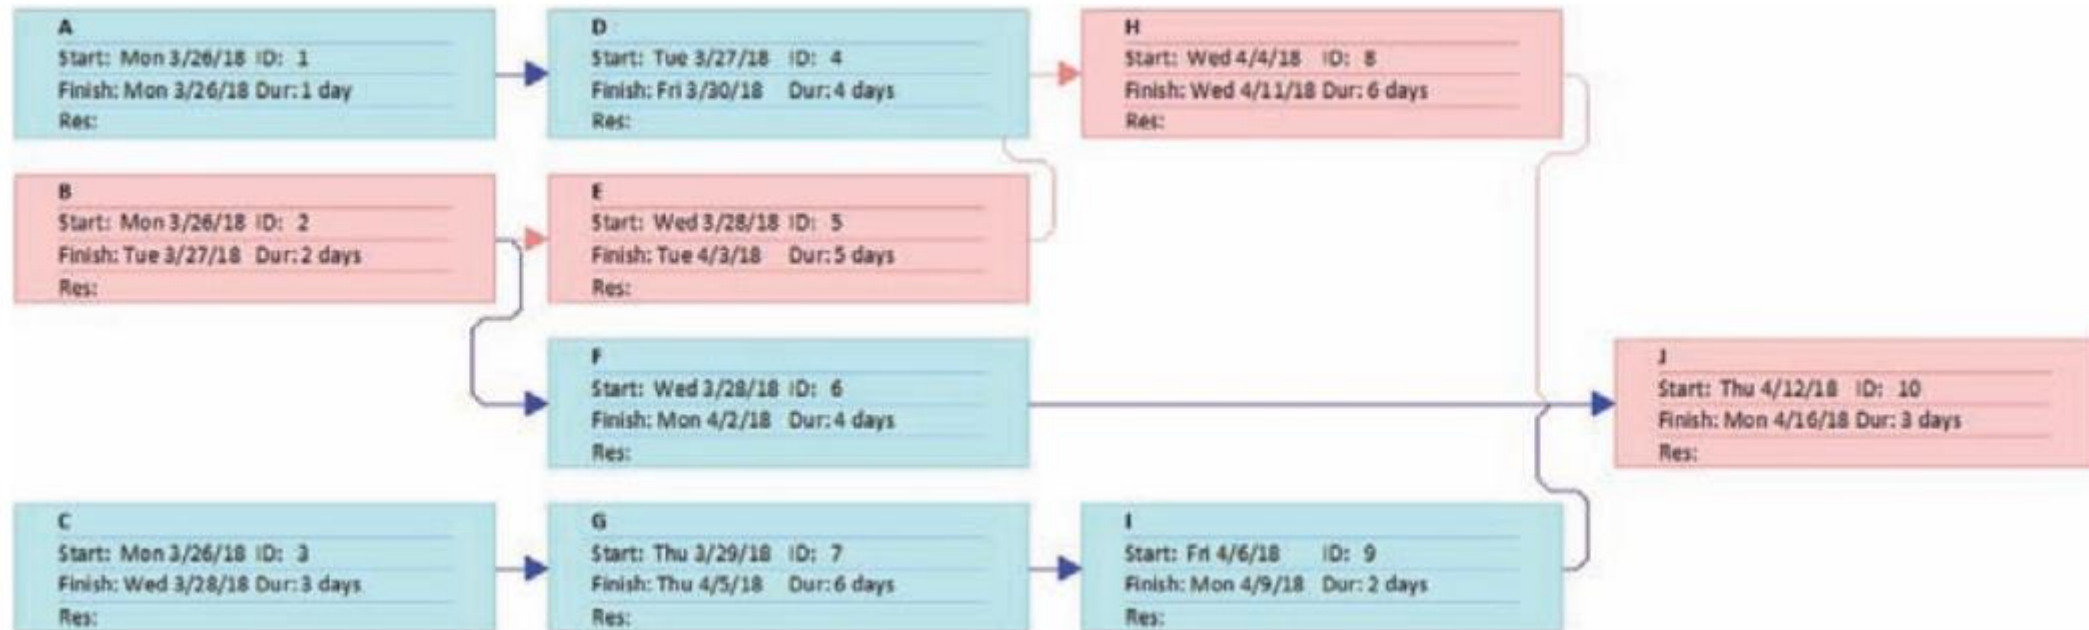 A
Start: Mon 3/26/18 ID: 1
Finish: Mon 3/26/18 Dur: 1 day
Res:
D
Start: Tue 3/27/18 ID: 4
Finish: Fri 3/30/18 Dur: 4 days
Res:
H
Start: Wed 4/4/18 ID: 8
Finish: Wed 4/11/18 Dur: 6 days
Res:
B
Start: Mon 3/26/18 ID: 2
Finish: Tue 3/27/18 Dur: 2 days
Res:
E
Start: Wed 3/28/18 ID: 5
Finish: Tue 4/3/18 Dur: 5 days
Res:
F
Start: Wed 3/28/18 ID: 6
Finish: Mon 4/2/18 Dur: 4 days
Res:
J
Start: Thu 4/12/18 ID: 10
Finish: Mon 4/16/18 Dur: 3 days
Res:
C
Start: Mon 3/26/18 ID: 3
Finish: Wed 3/28/18 Dur: 3 days
Res:
G
Start: Thu 3/29/18 ID: 7
Finish: Thu 4/5/18 Dur: 6 days
Res:
I
Start: Fri 4/6/18 ID: 9
Finish: Mon 4/9/18 Dur: 2 days
Res: